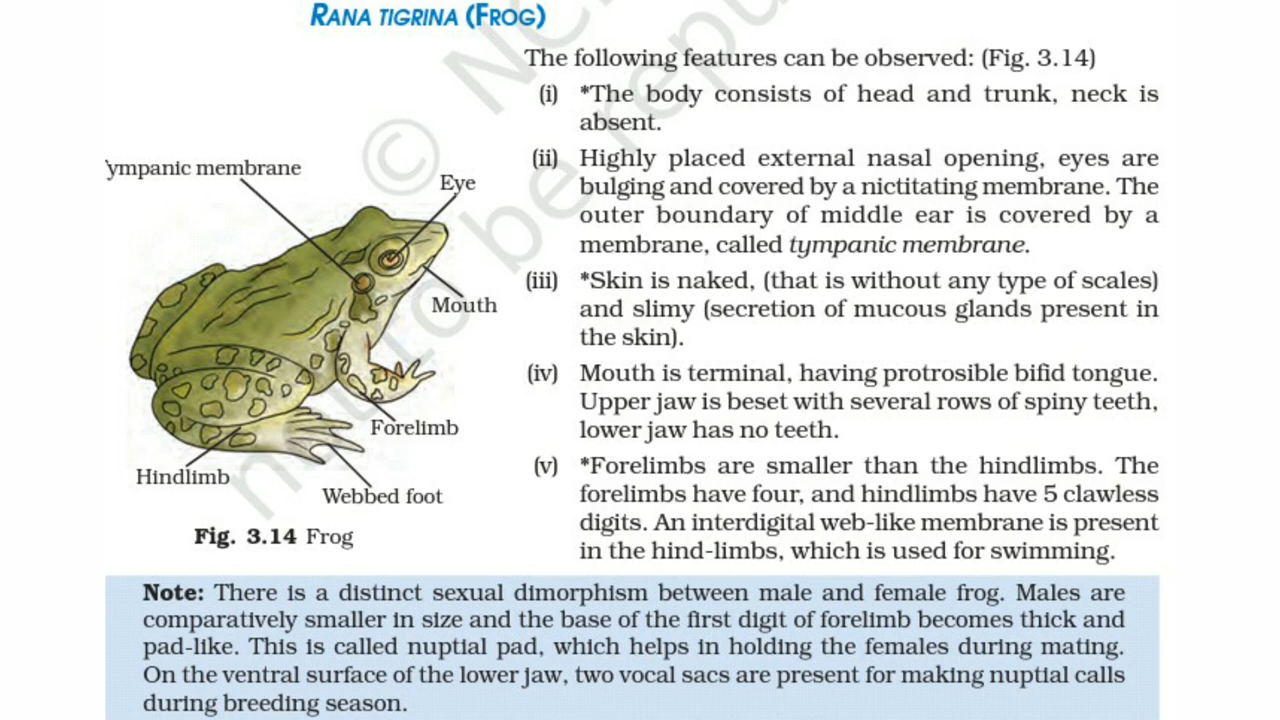 RANA TIGRINA (FROG)
The following features can be observed: (Fig. 3.14)
(i) *The body consists of head and trunk, neck is
absent.
(ii) Highly placed external nasal opening, eyes are
bulging and covered by a nictitating membrane. The
outer boundary of middle ear is covered by a
membrane, called tympanic membrane.
(iii) *Skin is naked, (that is without any type of scales)
and slimy (secretion of mucous glands present in
the skin).
(iv) Mouth is terminal, having protrosible bifid tongue.
Upper jaw is beset with several rows of spiny teeth,
lower jaw has no teeth.
(v) *Forelimbs are smaller than the hindlimbs. The
forelimbs have four, and hindlimbs have 5 clawless
digits. An interdigital web-like membrane is present
in the hind-limbs, which is used for swimming.
ympanic membrane
Eye
Mouth
Forelimb
Hindlimb
Webbed foot
Fig. 3.14 Frog
Note: There is a distinct sexual dimorphism between male and female frog. Males are
comparatively smaller in size and the base of the first digit of forelimb becomes thick and
pad-like. This is called nuptial pad, which helps in holding the females during mating.
On the ventral surface of the lower jaw, two vocal sacs are present for making nuptial calls
during breeding season.
©
not to be repu